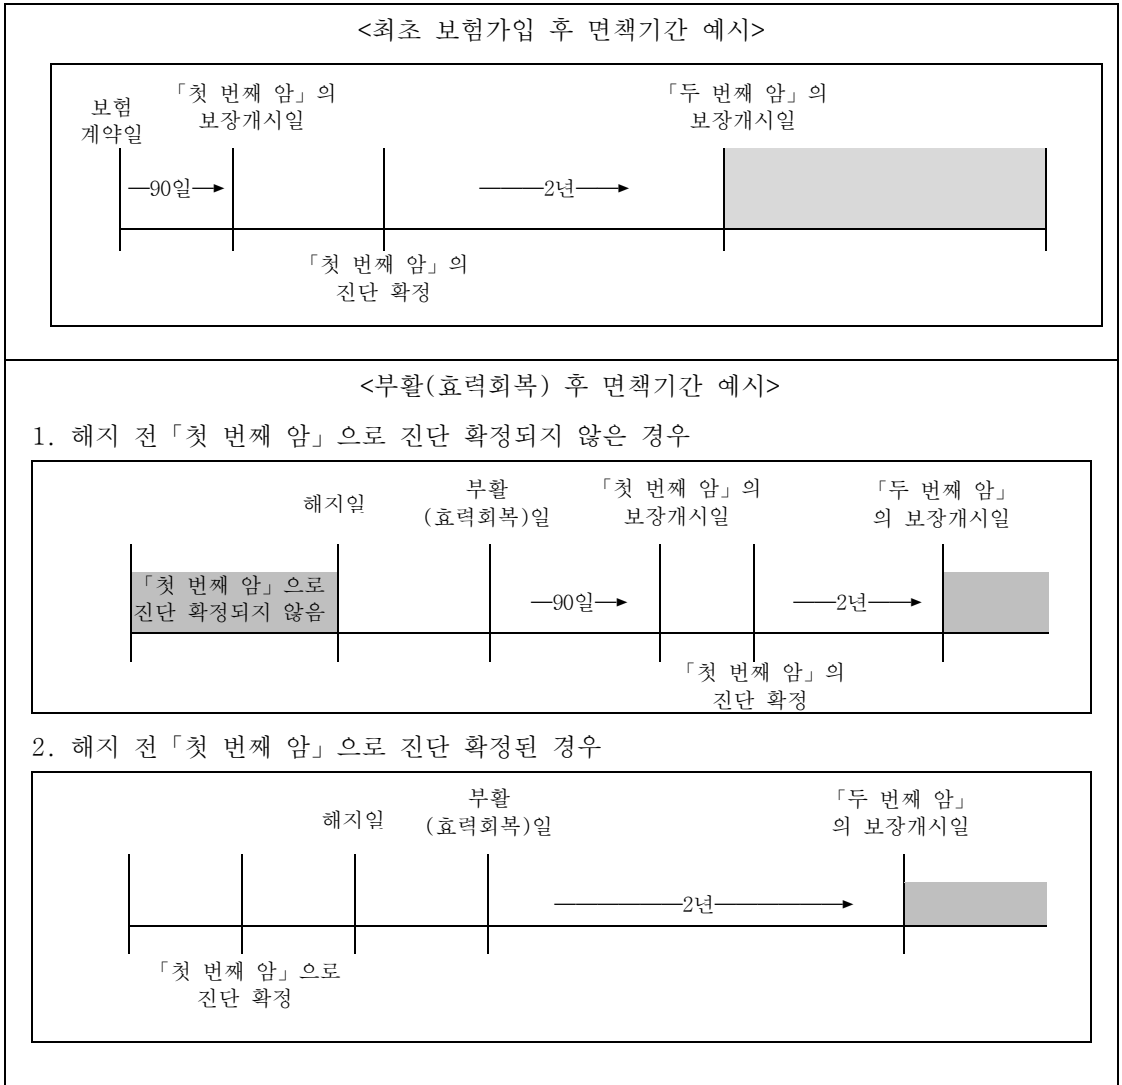 <최초 보험가입 후 면책기간 예시>
보험
계약일
「첫 번째 암」의
보장개시일
「두 번째 암」의
보장개시일
90일
2년
「첫 번째 암」의
진단 확정
<부활(효력회복) 후 면책기간 예시>
1. 해지 전「첫 번째 암」으로 진단 확정되지 않은 경우
해지일
부활
(효력회복)일
「첫 번째 암」의
보장개시일
「두 번째 암」
의 보장개시일
「첫 번째 암」으로
진단 확정되지 않음
90일
2년
「첫 번째 암」의
진단 확정
2. 해지 전「첫 번째 암」으로 진단 확정된 경우
해지일
부활
(효력회복)일
「두 번째 암」
의 보장개시일
2년
「첫 번째 암」으로
진단 확정